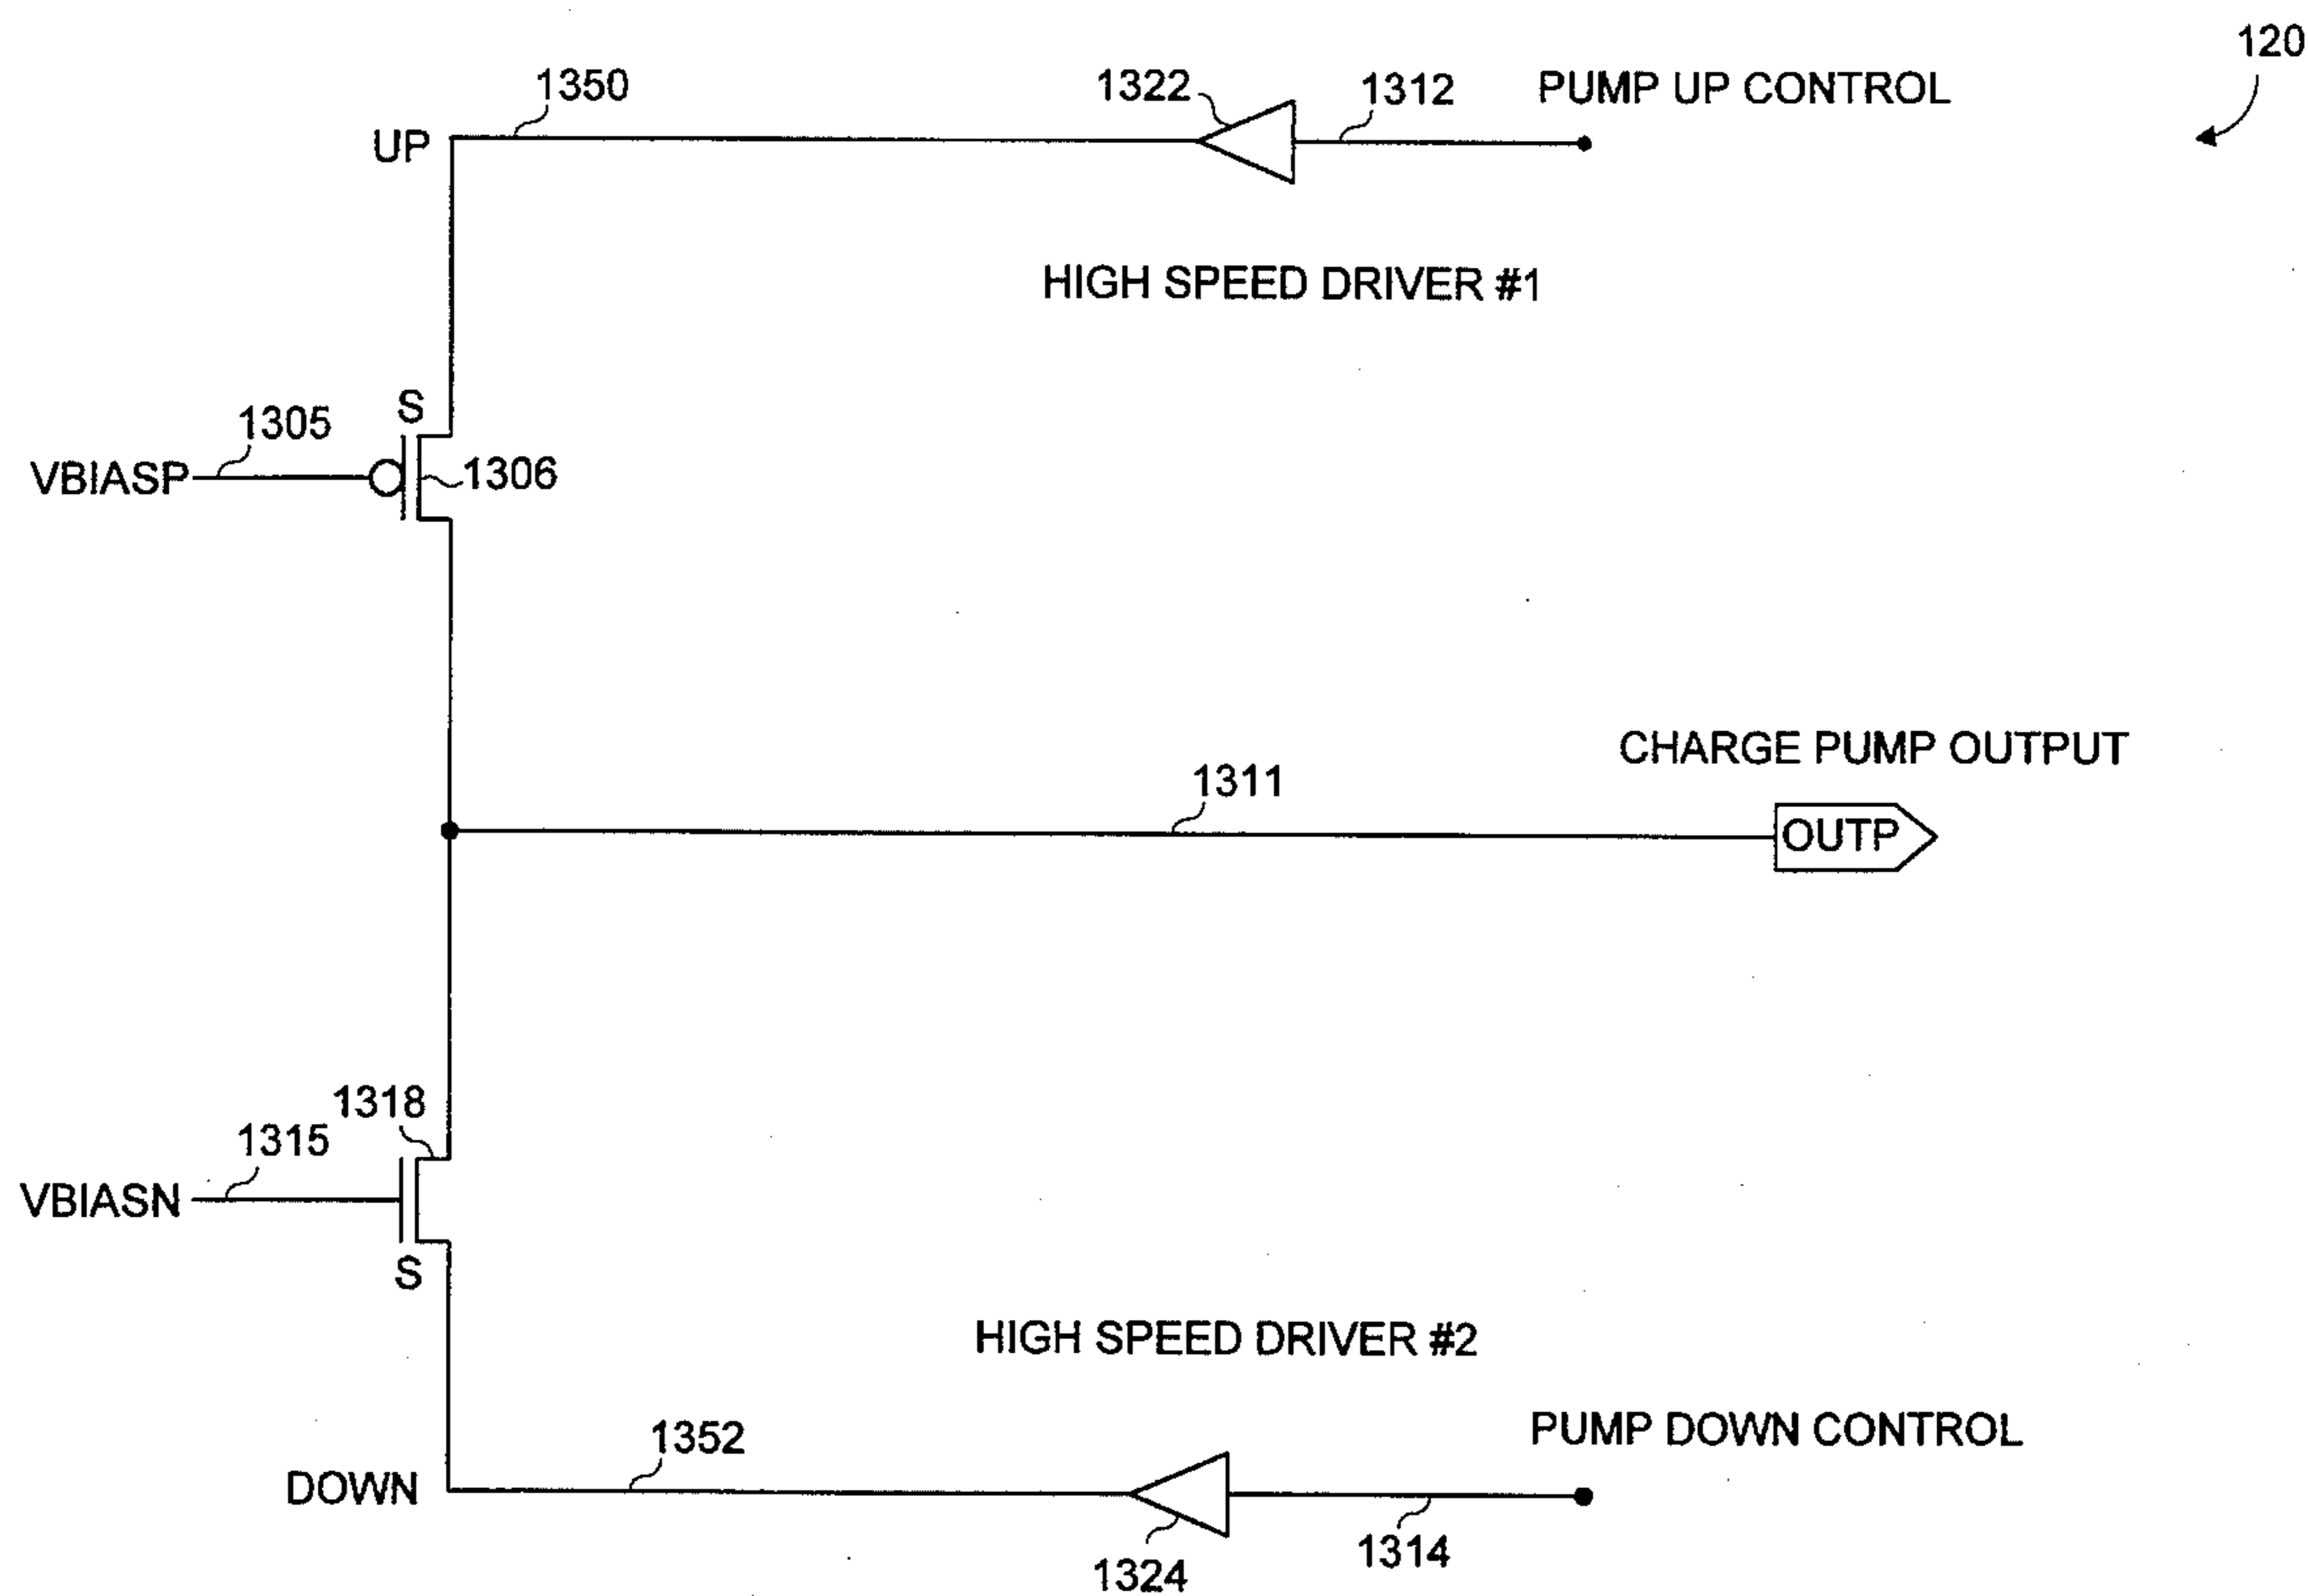 120
1350
1322
1312
PUMP UP CONTROL
UP
HIGH SPEED DRIVER #1
S
1305
VBIASP
1306
CHARGE PUMP OUTPUT
1311
OUTP
1318
1315
VBIASN
S
HIGH SPEED DRIVER #2
PUMP DOWN CONTROL
1352
DOWN
1314
1324